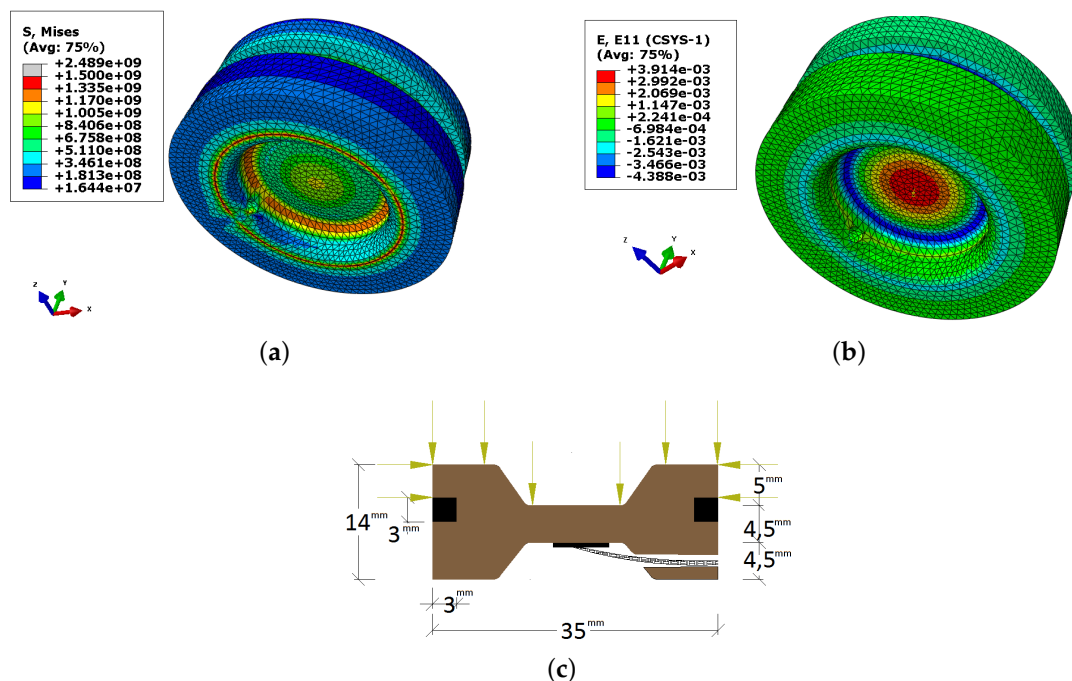 S, Mises
(Avg: 75%)
+2.489e+09
+1.500e+09
+1.335e+09
+1.170e+09
+1.005e+09
+8.406e+08
+6.758e+08
+5.110e+08
+3.461e+08
+1.813e+08
+1.644e+07
Z Y X
(a)
E, E11 (CSYS-1)
(Avg: 75%)
+3.914e-03
+2.992e-03
+2.069e-03
+1.147e-03
+2.241e-04
-6.984e-04
-1.621e-03
-2.543e-03
-3.466e-03
-4.388e-03
Z Y X
(b)
14mm
3mm
3mm
35mm
5mm
4,5mm
4,5mm
(c)